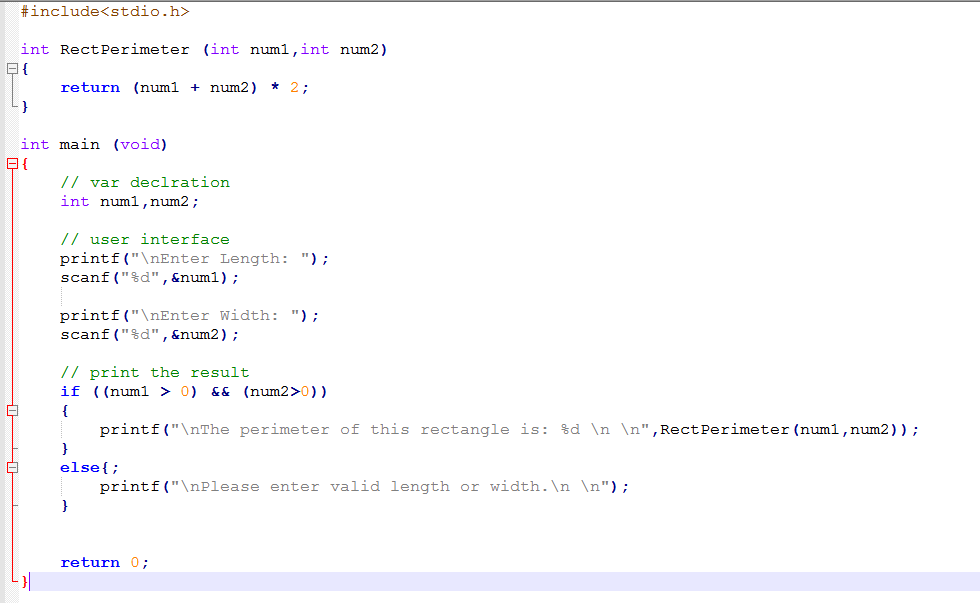 #include<stdio.h>
int RectPerimeter (int num1,int num2)
{
return (num1 + num2) * 2;
}
int main (void)
{
// var declration
int num1,num2;
// user interface
printf("\nEnter Length: ");
scanf("%d",&num1);
printf("\nEnter Width: ");
scanf("%d",&num2);
// print the result
if ((num1 > 0) && (num2>0))
{
printf("\nThe perimeter of this rectangle is: %d \n \n",RectPerimeter(num1,num2));
}
else{;
printf("\nPlease enter valid length or width.\n \n");
}
return 0;
}